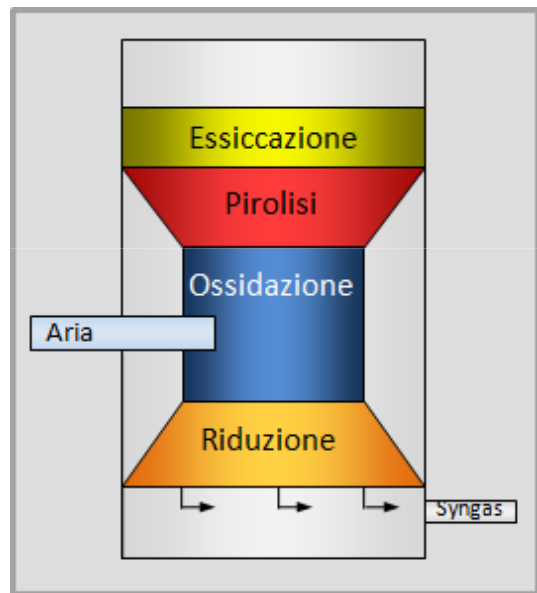 Essiccazione
Pirolisi
Ossidazione
Aria
Riduzione
Syngas